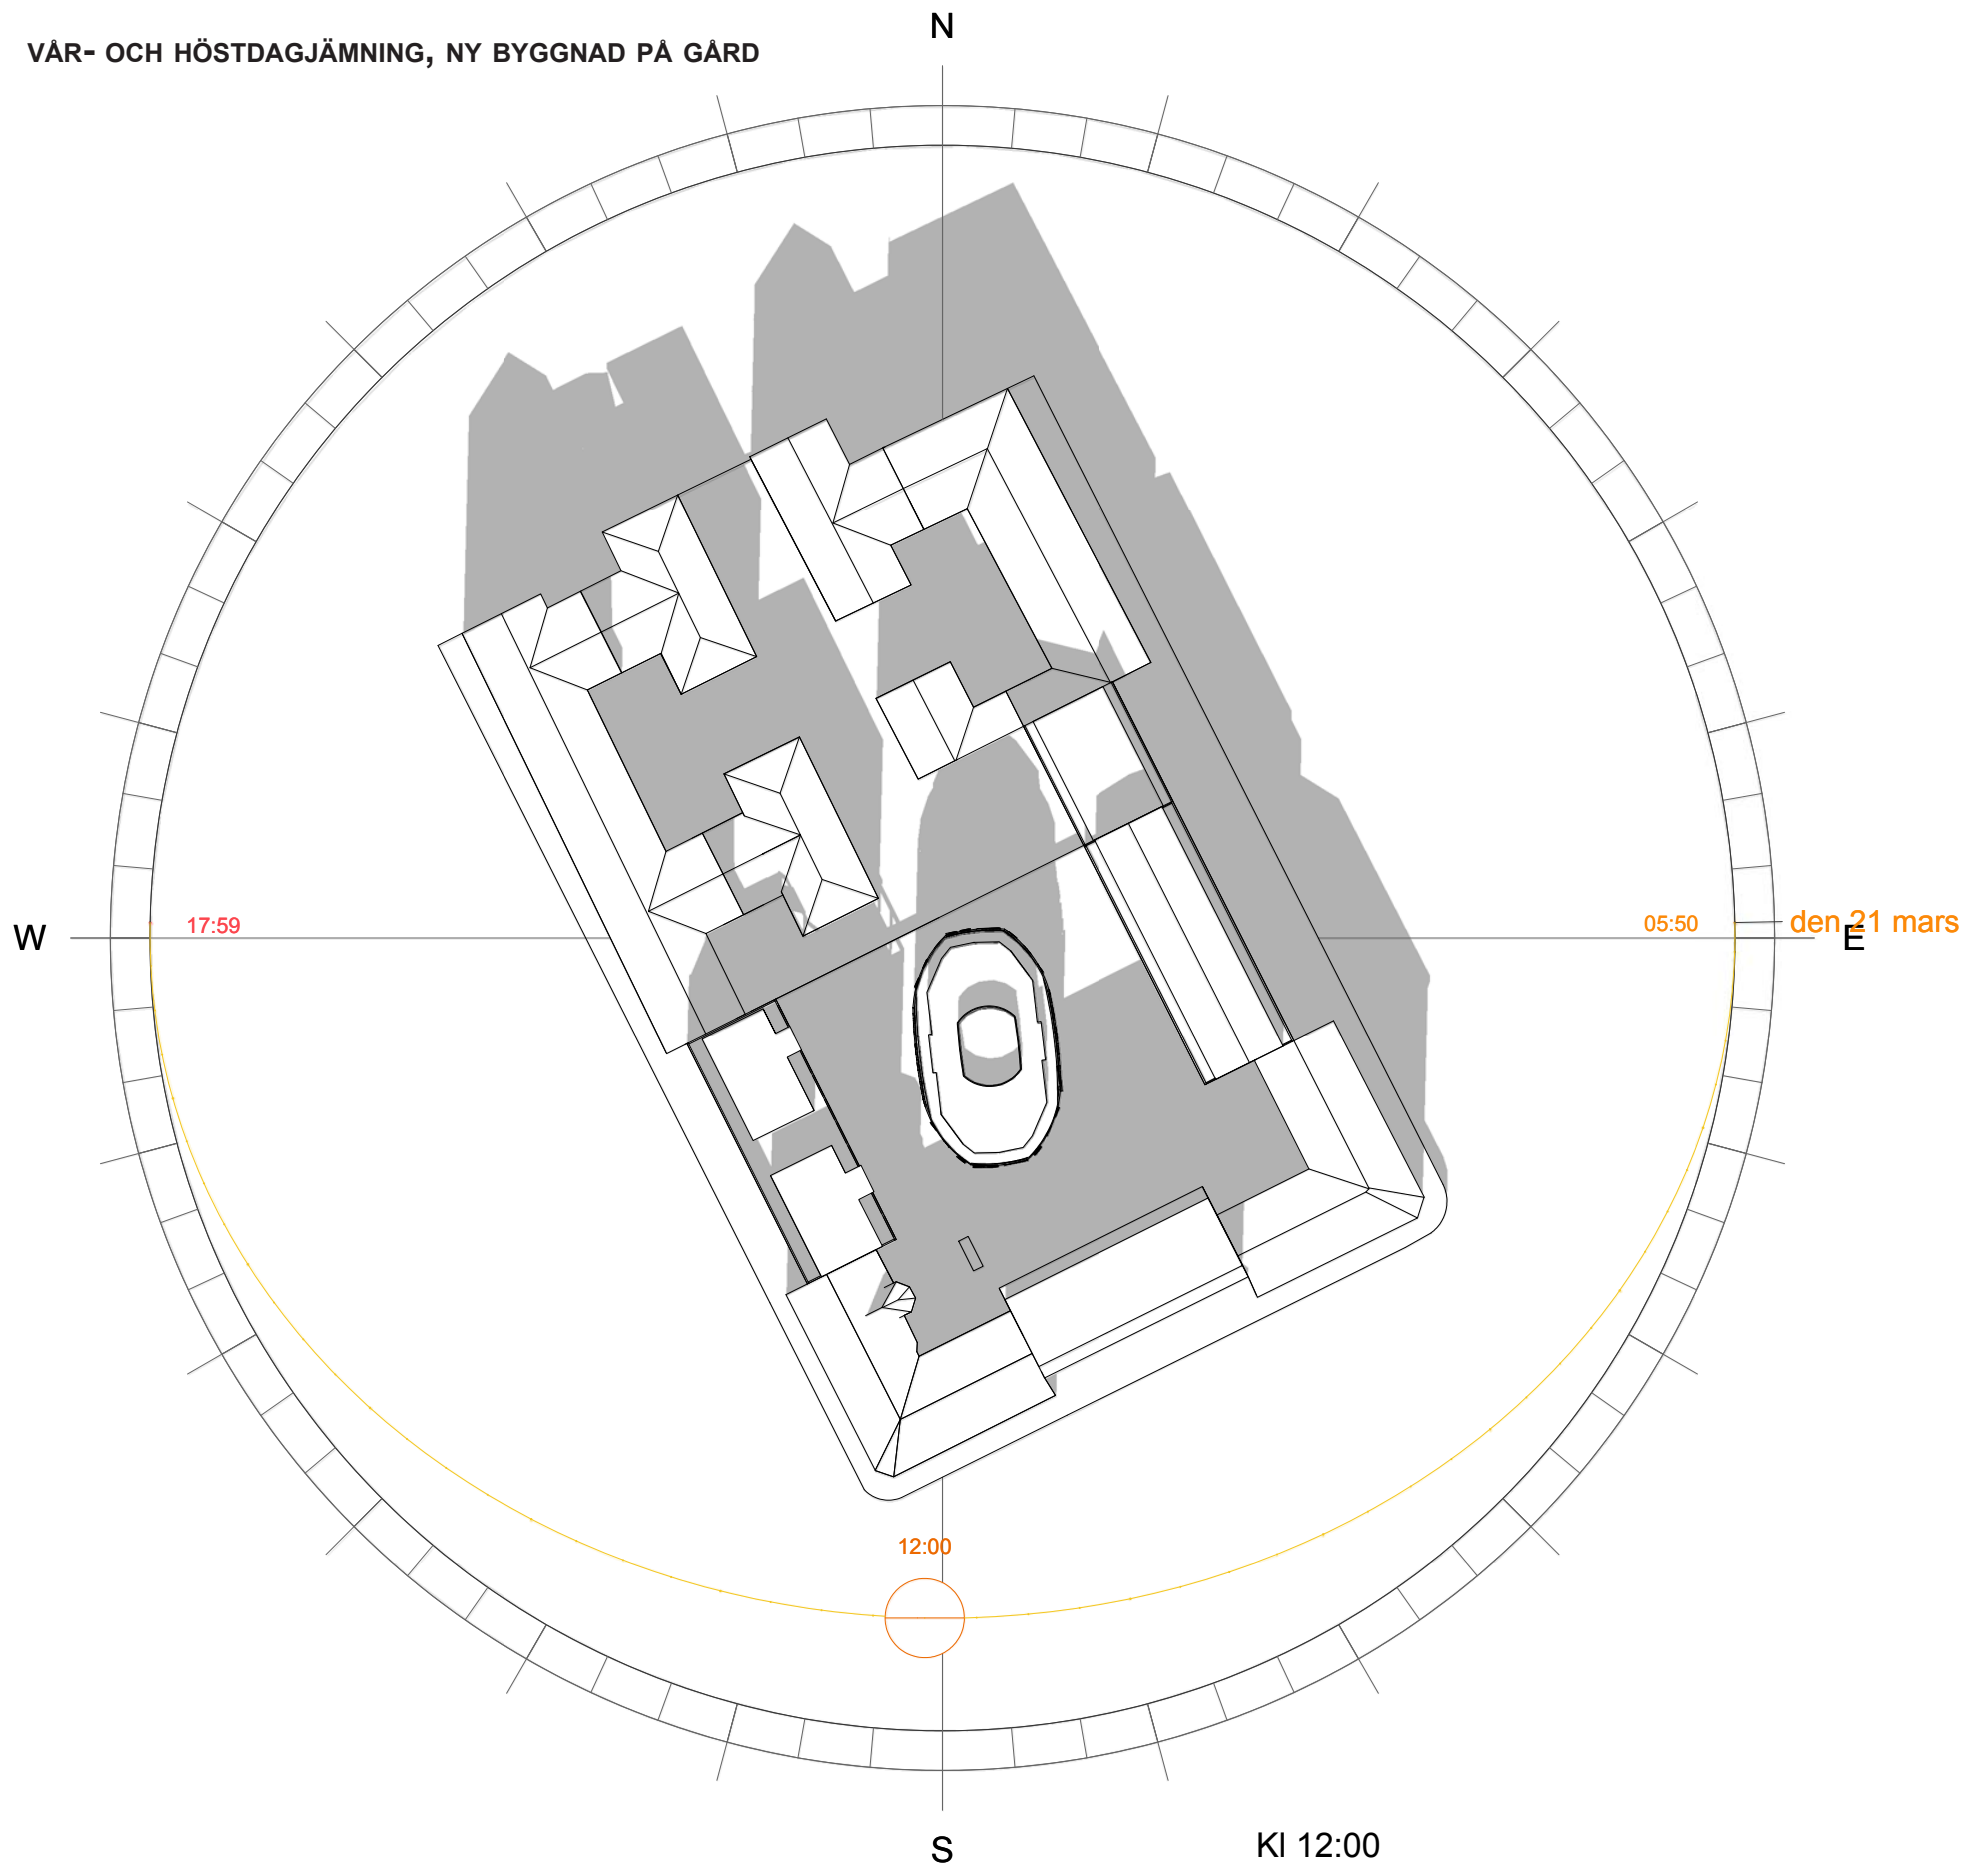 N
VÅR- OCH HÖSTDAGJÄMNING, NY BYGGNAD PÅ GÅRD
W
17:59
05:50
den 21 mars
E
12:00
S
Kl 12:00